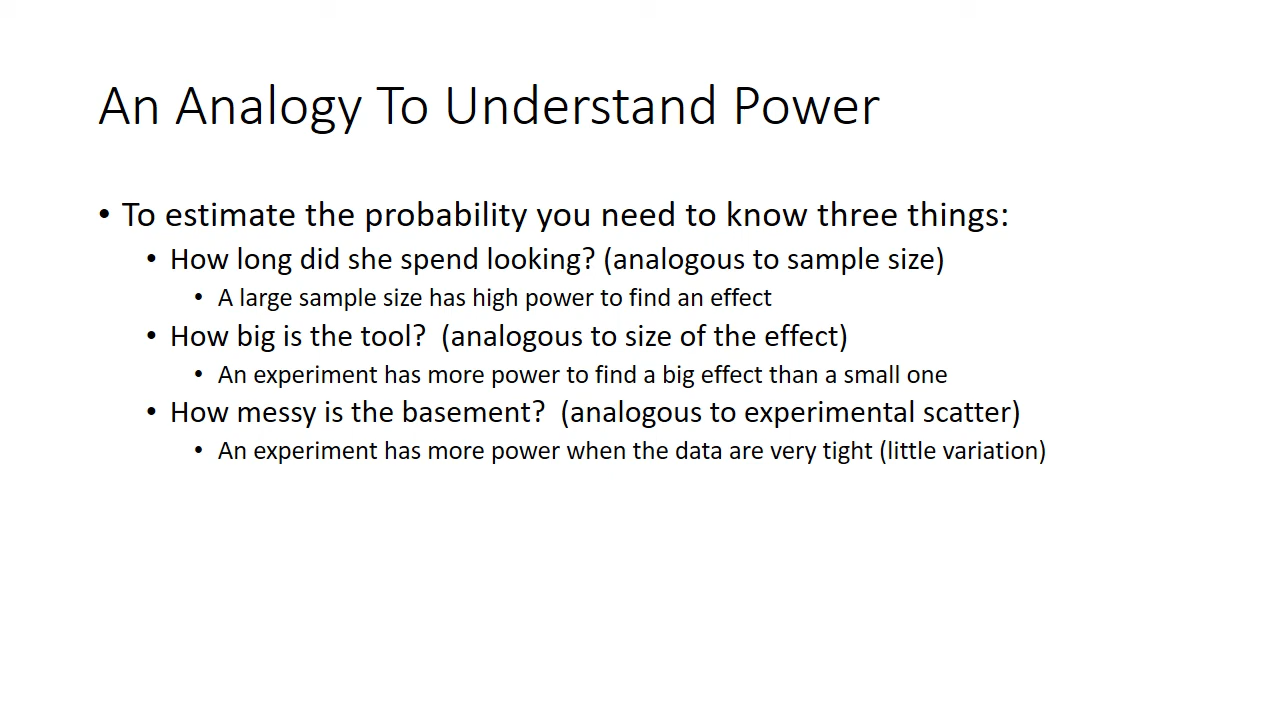 An Analogy To Understand Power
• To estimate the probability you need to know three things:
• How long did she spend looking? (analogous to sample size)
• A large sample size has high power to find an effect
• How big is the tool?  (analogous to size of the effect)
• An experiment has more power to find a big effect than a small one
• How messy is the basement?  (analogous to experimental scatter)
• An experiment has more power when the data are very tight (little variation)